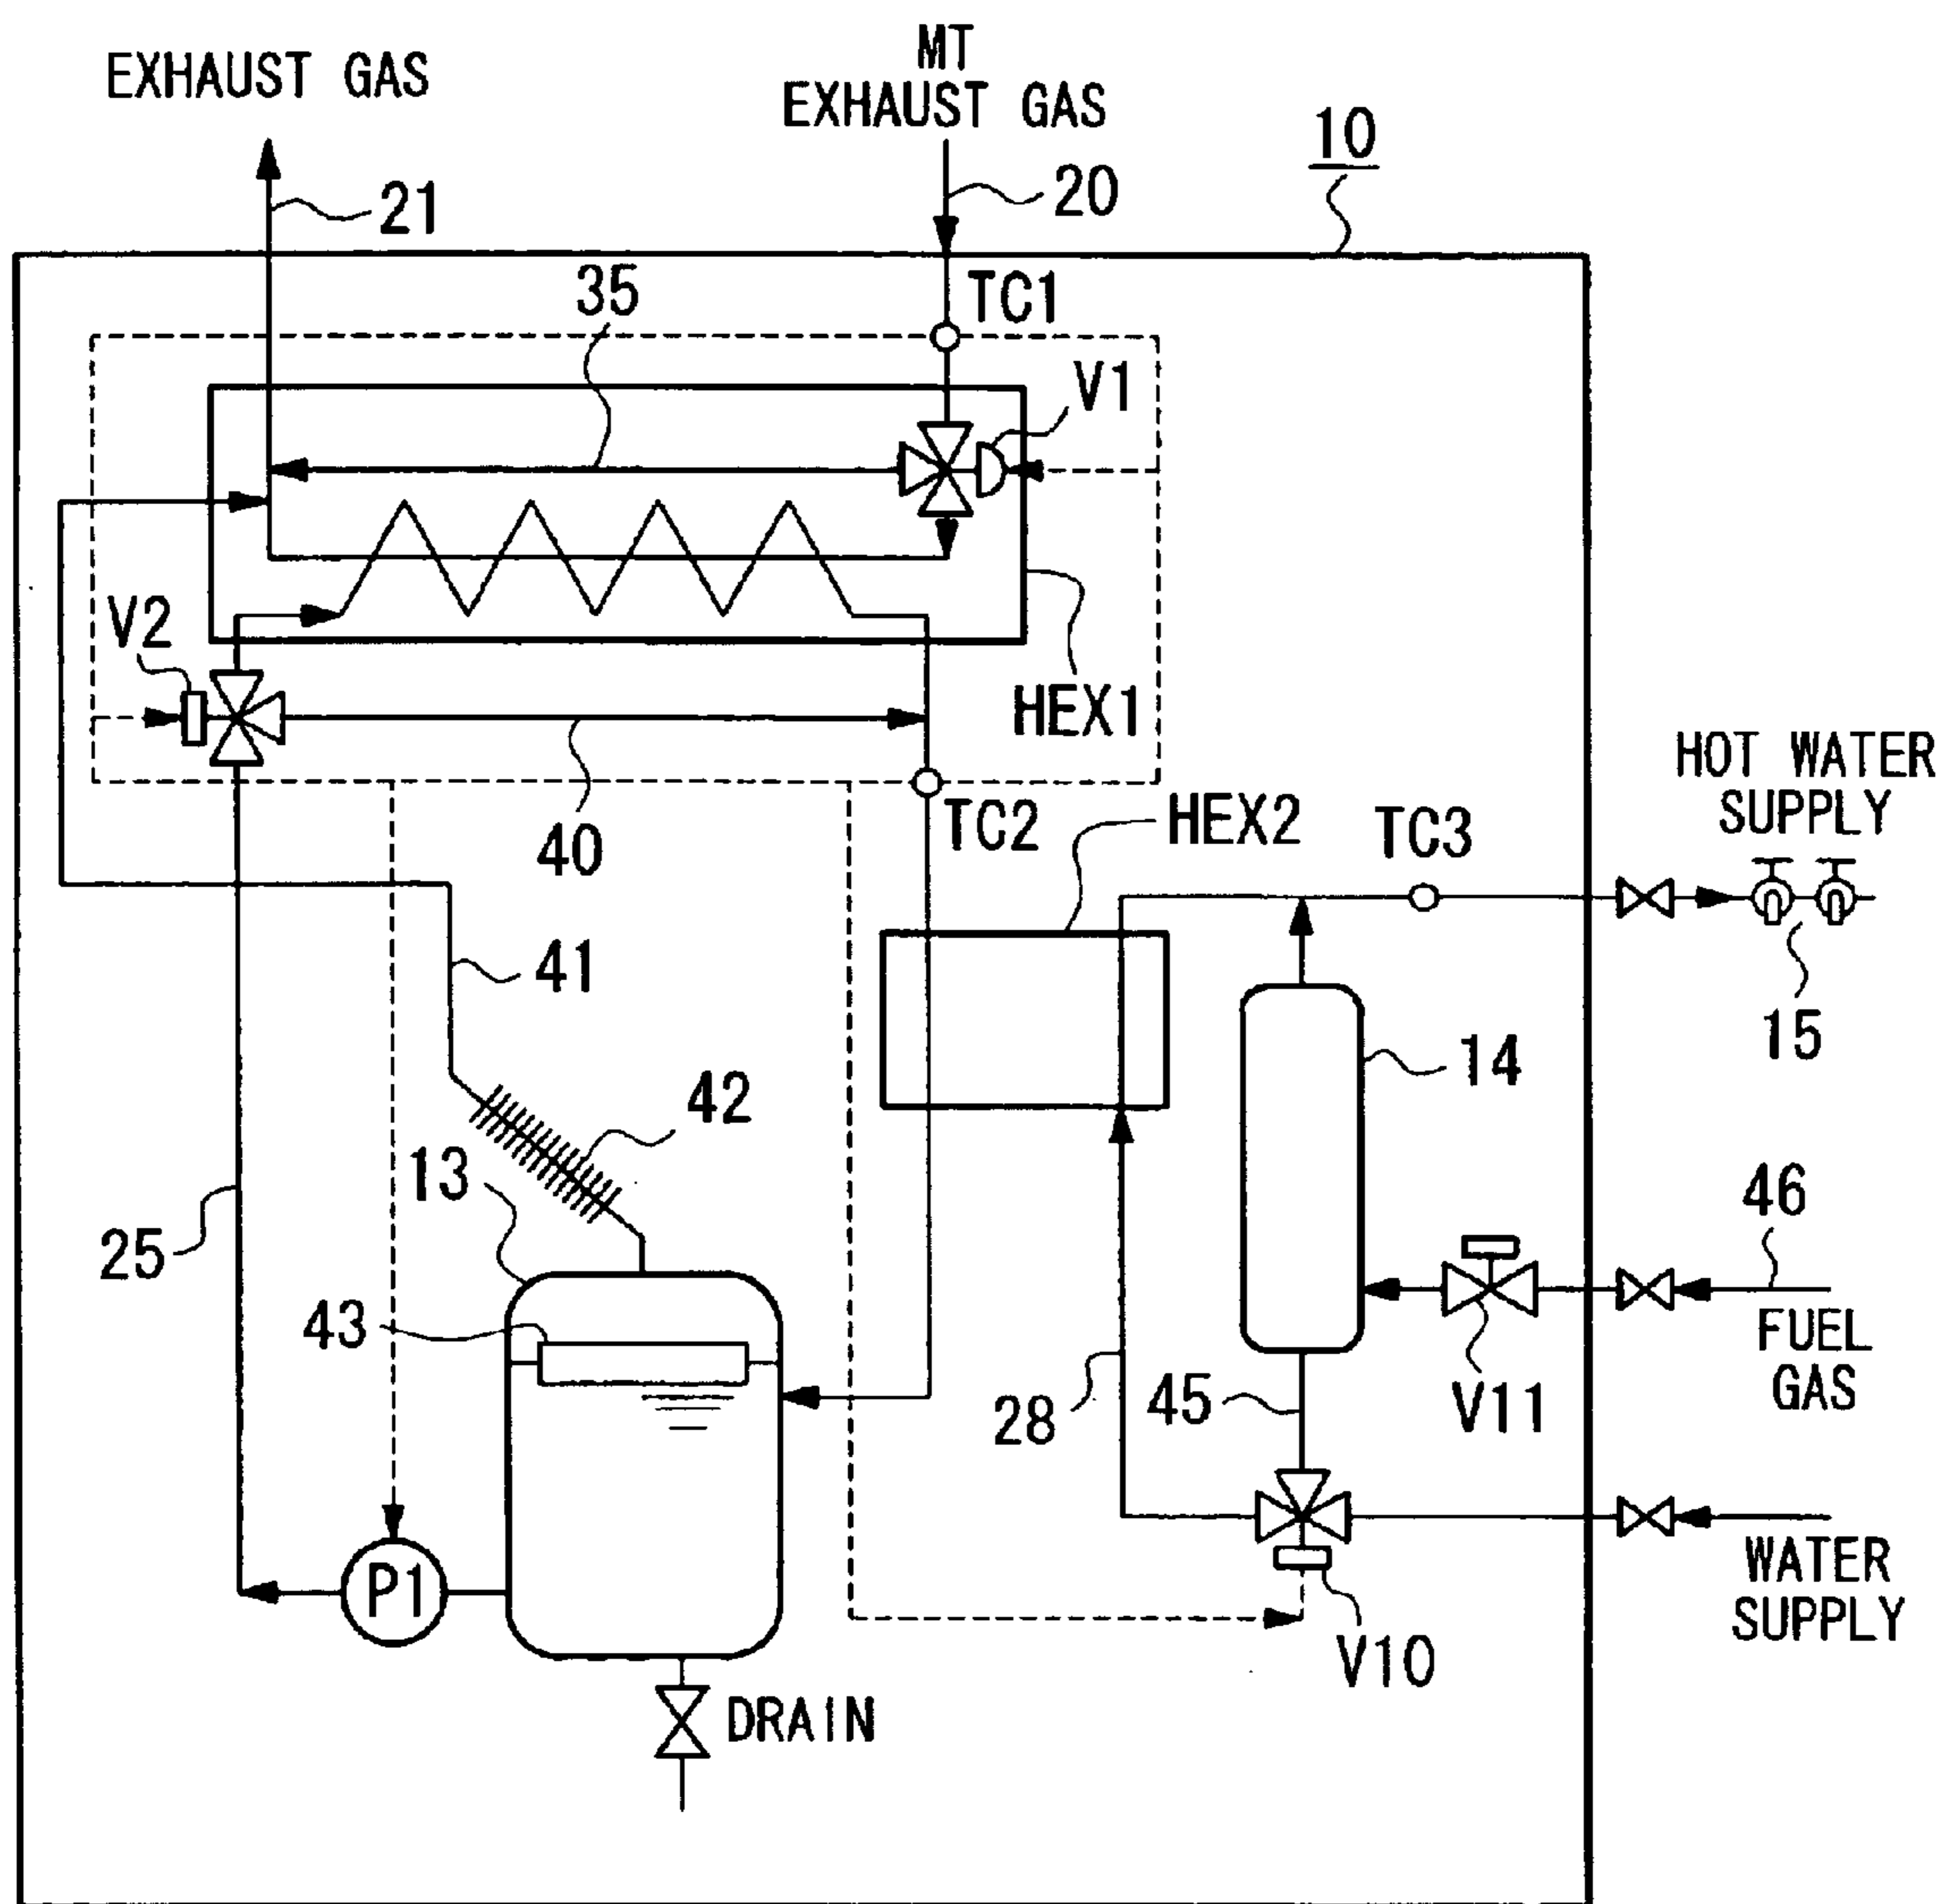 EXHAUST GAS
MT
EXHAUST GAS
10
21
20
35
TC1
V1
V2
HEX1
HOT WATER
SUPPLY
40
TC2
HEX2
TC3
41
15
14
42
13
46
25
43
FUEL
GAS
28
45
V11
P1
WATER
SUPPLY
V10
DRAIN